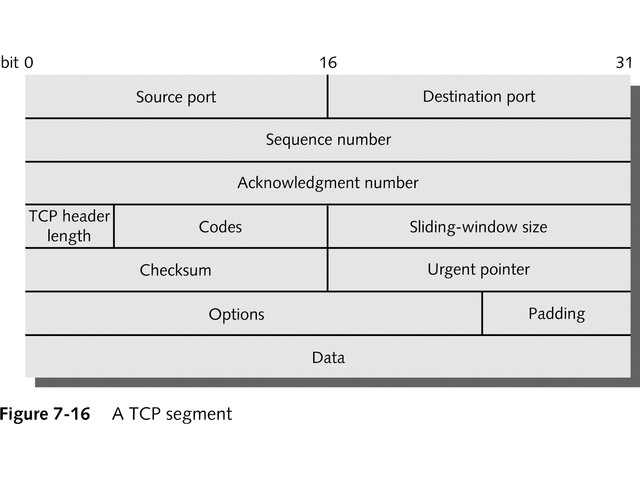 bit 0 16 31
Source port Destination port
Sequence number
Acknowledgment number
TCP header
length Codes Sliding-window size
Checksum Urgent pointer
Options Padding
Data
Figure 7-16 A TCP segment